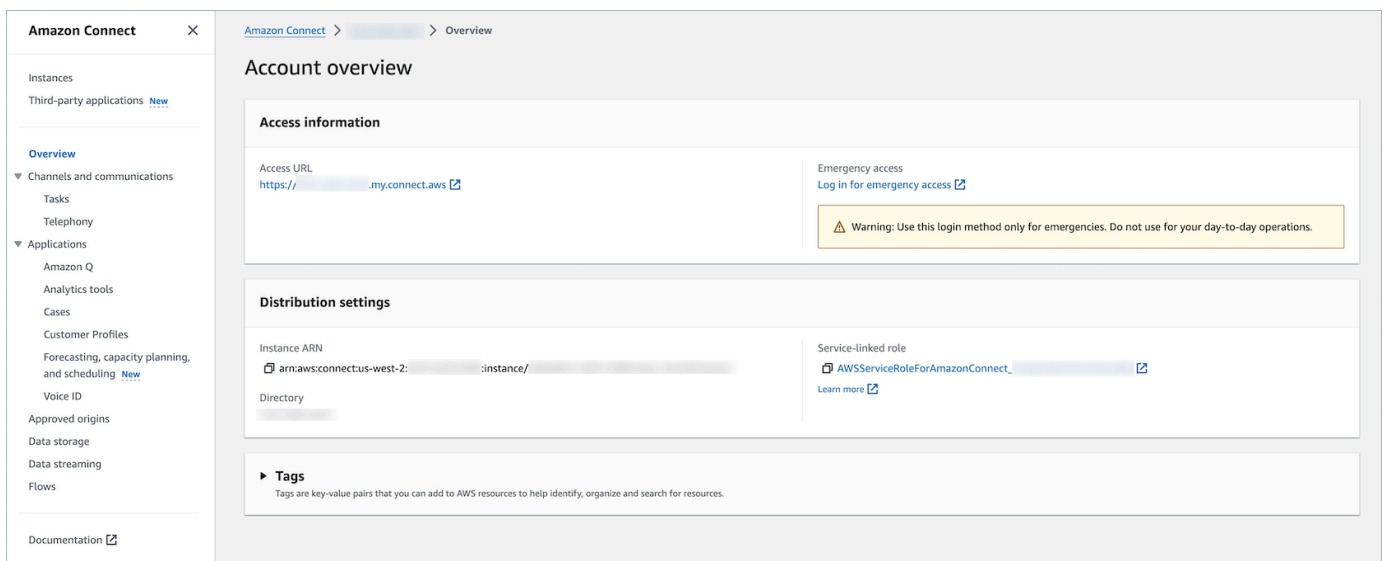 Amazon Connect
Instances
Third-party applications New
Overview
Channels and communications
Tasks
Telephony
Applications
Amazon Q
Analytics tools
Cases
Customer Profiles
Forecasting, capacity planning,
and scheduling New
Voice ID
Approved origins
Data storage
Data streaming
Flows
Documentation
Amazon Connect > > Overview
Account overview
Access information
Access URL
https:// .my.connect.aws
Emergency access
Log in for emergency access
Warning: Use this login method only for emergencies. Do not use for your day-to-day operations.
Distribution settings
Instance ARN
arn:aws:connect:us-west-2: :instance/
Directory
Service-linked role
AWSServiceRoleForAmazonConnect_
Learn more
Tags
Tags are key-value pairs that you can add to AWS resources to help identify, organize and search for resources.